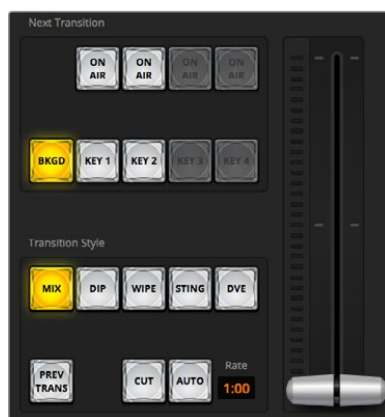 Next Transition
ON AIR ON AIR ON AIR ON AIR
BKGD KEY 1 KEY 2 KEY 3 KEY 4
Transition Style
MIX DIP WIPE STING DVE
Rate
PREV TRANS CUT AUTO 1:00